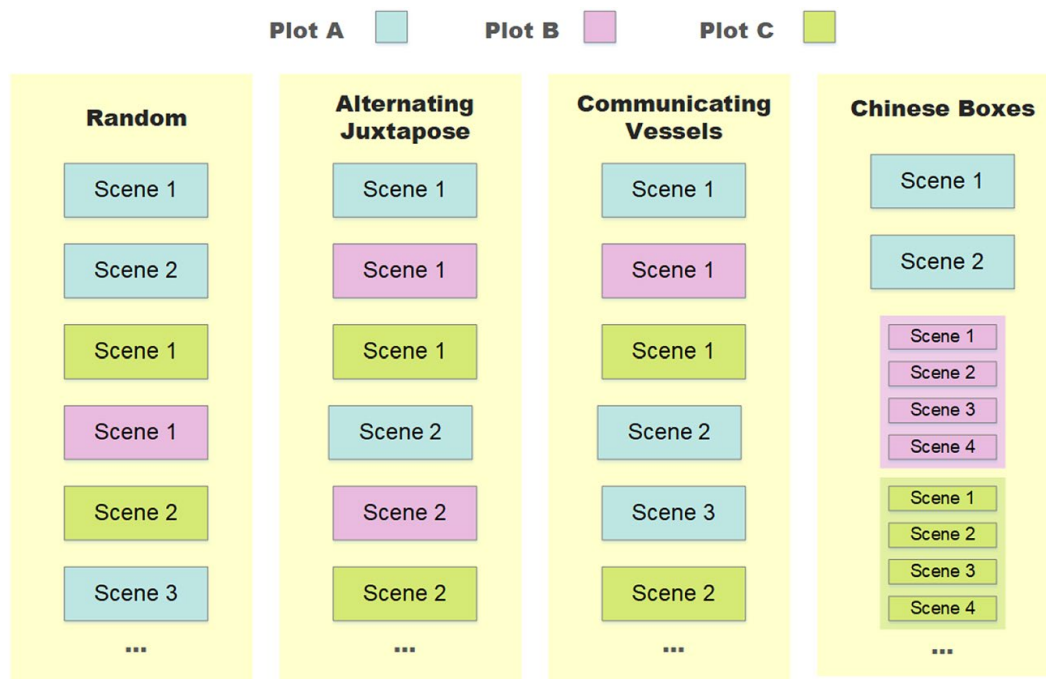 Plot A
Plot B
Plot C
Random
Scene 1
Scene 2
Scene 1
Scene 1
Scene 2
Scene 3
...
Alternating
Juxtapose
Scene 1
Scene 1
Scene 1
Scene 2
Scene 2
Scene 2
...
Communicating
Vessels
Scene 1
Scene 1
Scene 1
Scene 2
Scene 3
Scene 2
...
Chinese Boxes
Scene 1
Scene 2
Scene 1
Scene 2
Scene 3
Scene 4
Scene 1
Scene 2
Scene 3
Scene 4
...